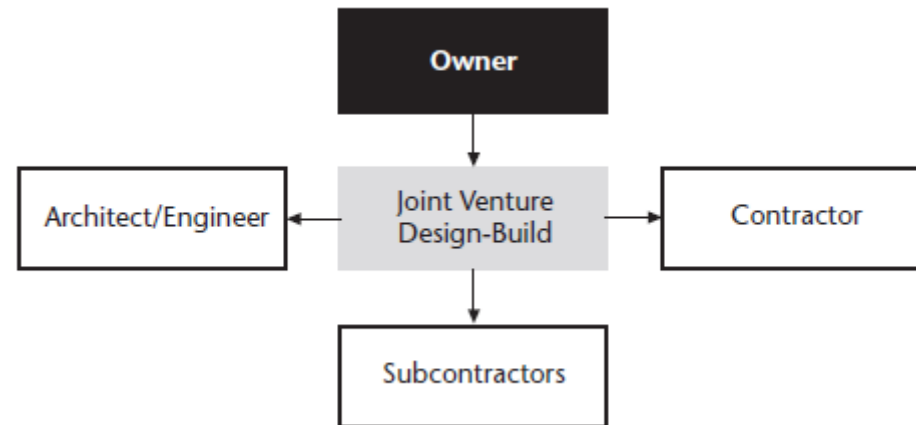 Owner
Architect/Engineer
Joint Venture
Design-Build
Contractor
Subcontractors